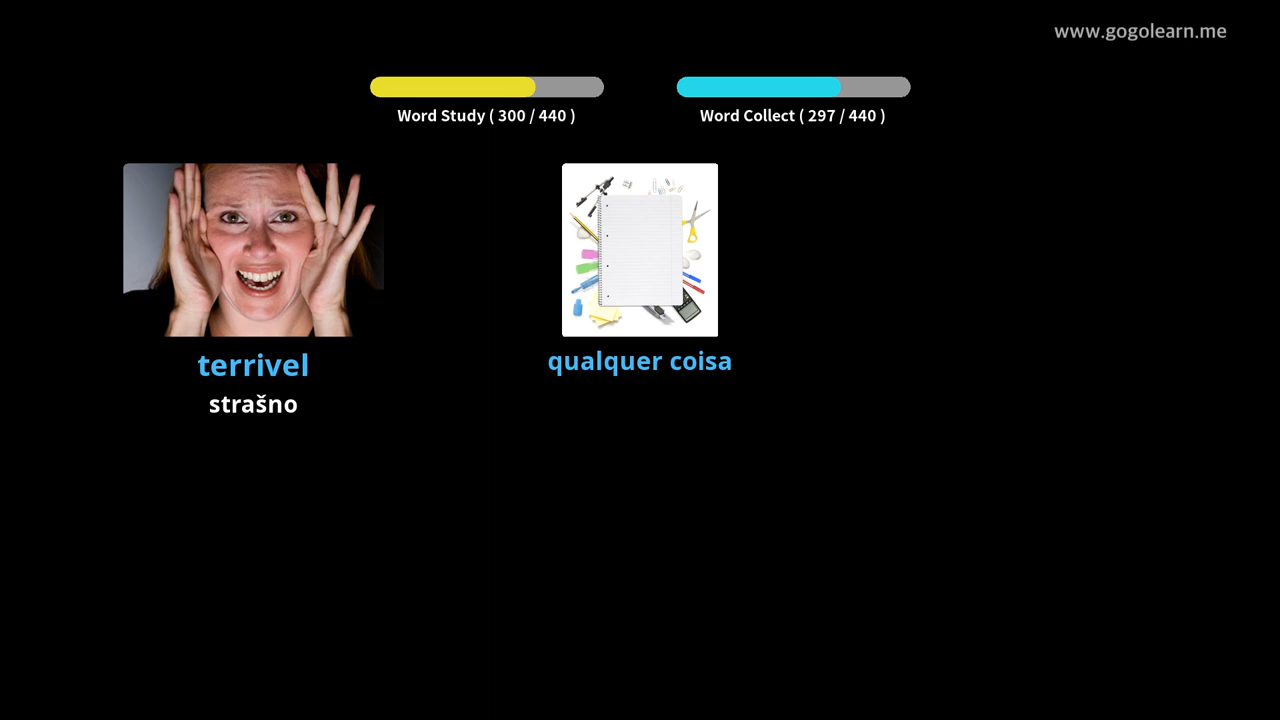 www.gogolearn.me
Word Study ( 300 / 440 )
Word Collect ( 297 / 440 )
terrivel
strašno
qualquer coisa